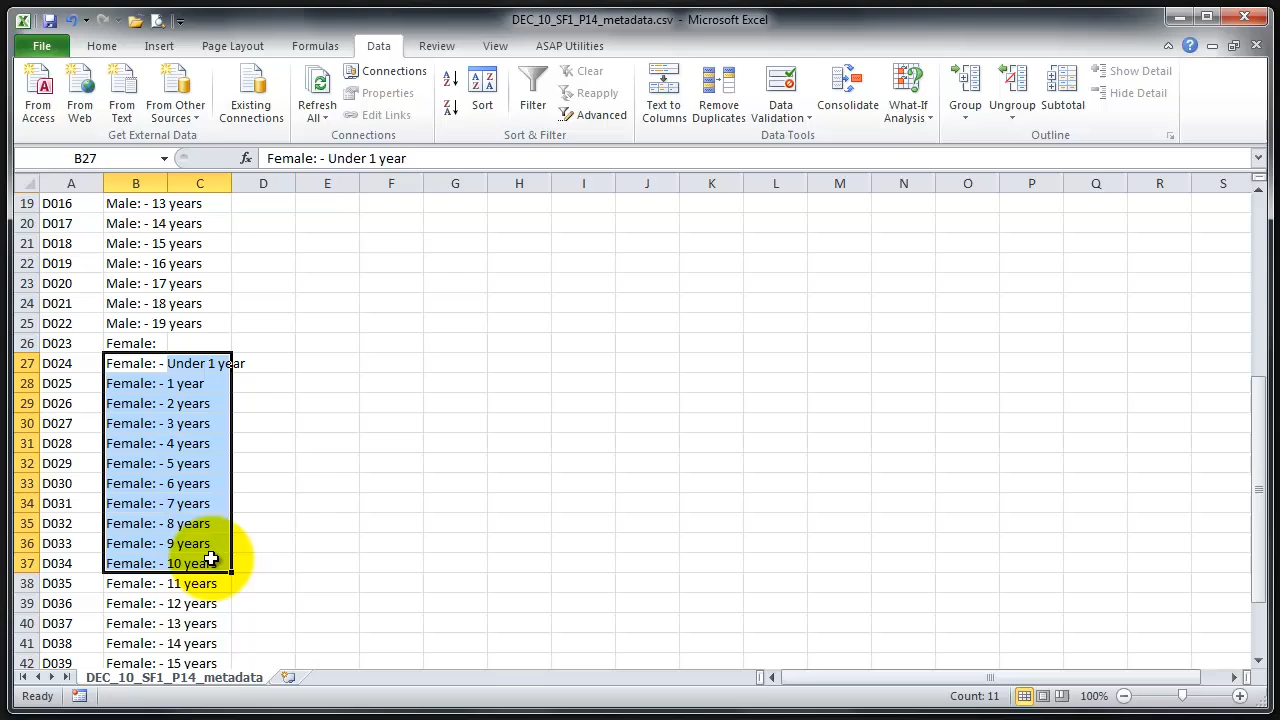 DEC_10_SF1_P14_metadata.csv - Microsoft Excel
File Home Insert Page Layout Formulas Data Review View ASAP Utilities
From Access
From Web
From Text
From Other Sources
Existing Connections
Get External Data
Refresh All
Connections
Properties
Edit Links
Connections
Sort
Filter
Clear
Reapply
Advanced
Sort & Filter
Text to Columns
Remove Duplicates
Data Validation
Consolidate
What-If Analysis
Data Tools
Group
Ungroup
Subtotal
Show Detail
Hide Detail
Outline
B27 fx Female: - Under 1 year
A B C D E F G H I J K L M N O P Q R S
19 D016 Male: - 13 years
20 D017 Male: - 14 years
21 D018 Male: - 15 years
22 D019 Male: - 16 years
23 D020 Male: - 17 years
24 D021 Male: - 18 years
25 D022 Male: - 19 years
26 D023 Female:
27 D024 Female: - Under 1 year
28 D025 Female: - 1 year
29 D026 Female: - 2 years
30 D027 Female: - 3 years
31 D028 Female: - 4 years
32 D029 Female: - 5 years
33 D030 Female: - 6 years
34 D031 Female: - 7 years
35 D032 Female: - 8 years
36 D033 Female: - 9 years
37 D034 Female: - 10 years
38 D035 Female: - 11 years
39 D036 Female: - 12 years
40 D037 Female: - 13 years
41 D038 Female: - 14 years
42 D039 Female: - 15 years
DEC_10_SF1_P14_metadata
Ready Count: 11 100%